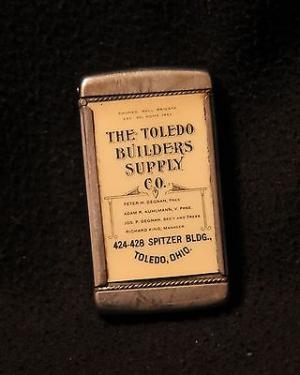 THE TOLEDO
BUILDERS
SUPPLY
CO.
PETER H. DEGNAN, PRES.
ADAM R. KUHLMANN, V. PRES.
JOS. P. DEGNAN, SEC'Y AND TREAS
RICHARD KIND, MANAGER
424-428 SPITZER BLDG.,
TOLEDO, OHIO.